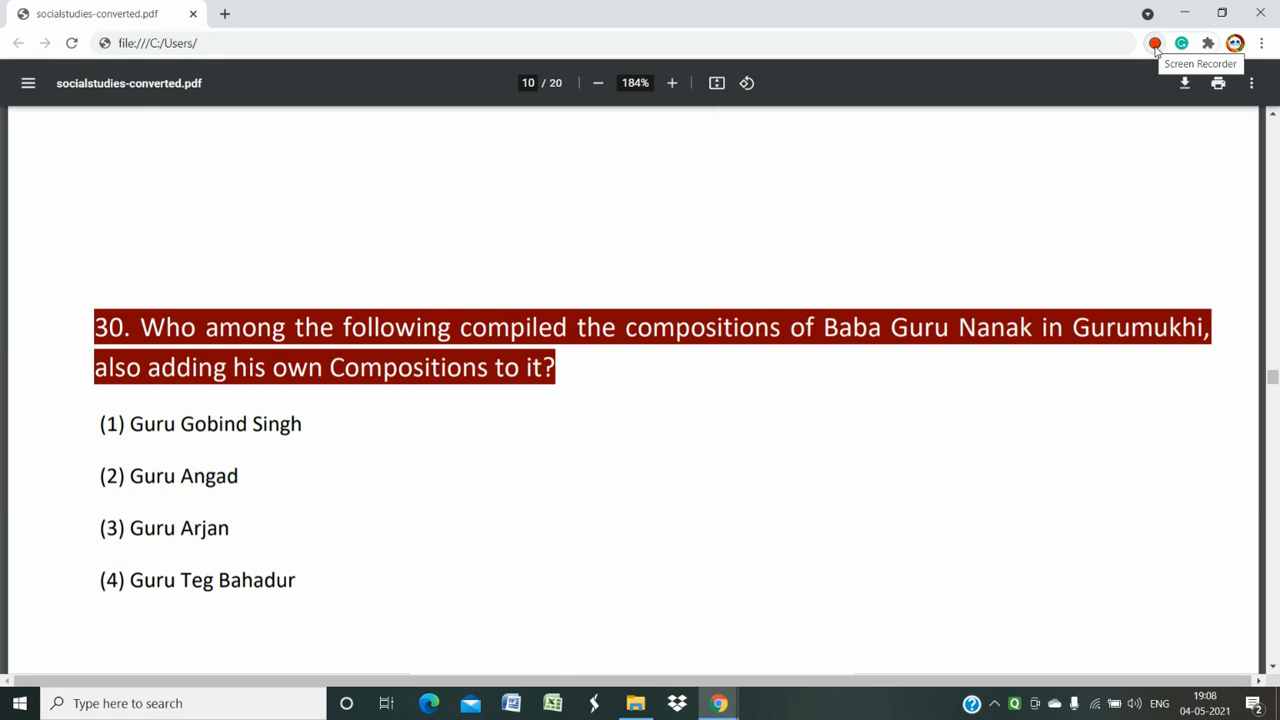 socialstudies-converted.pdf
file:///C:/Users/
Screen Recorder
socialstudies-converted.pdf
10 / 20
184%
30. Who among the following compiled the compositions of Baba Guru Nanak in Gurumukhi,
also adding his own Compositions to it?
(1) Guru Gobind Singh
(2) Guru Angad
(3) Guru Arjan
(4) Guru Teg Bahadur
Type here to search
ENG
19:08
04-05-2021
2